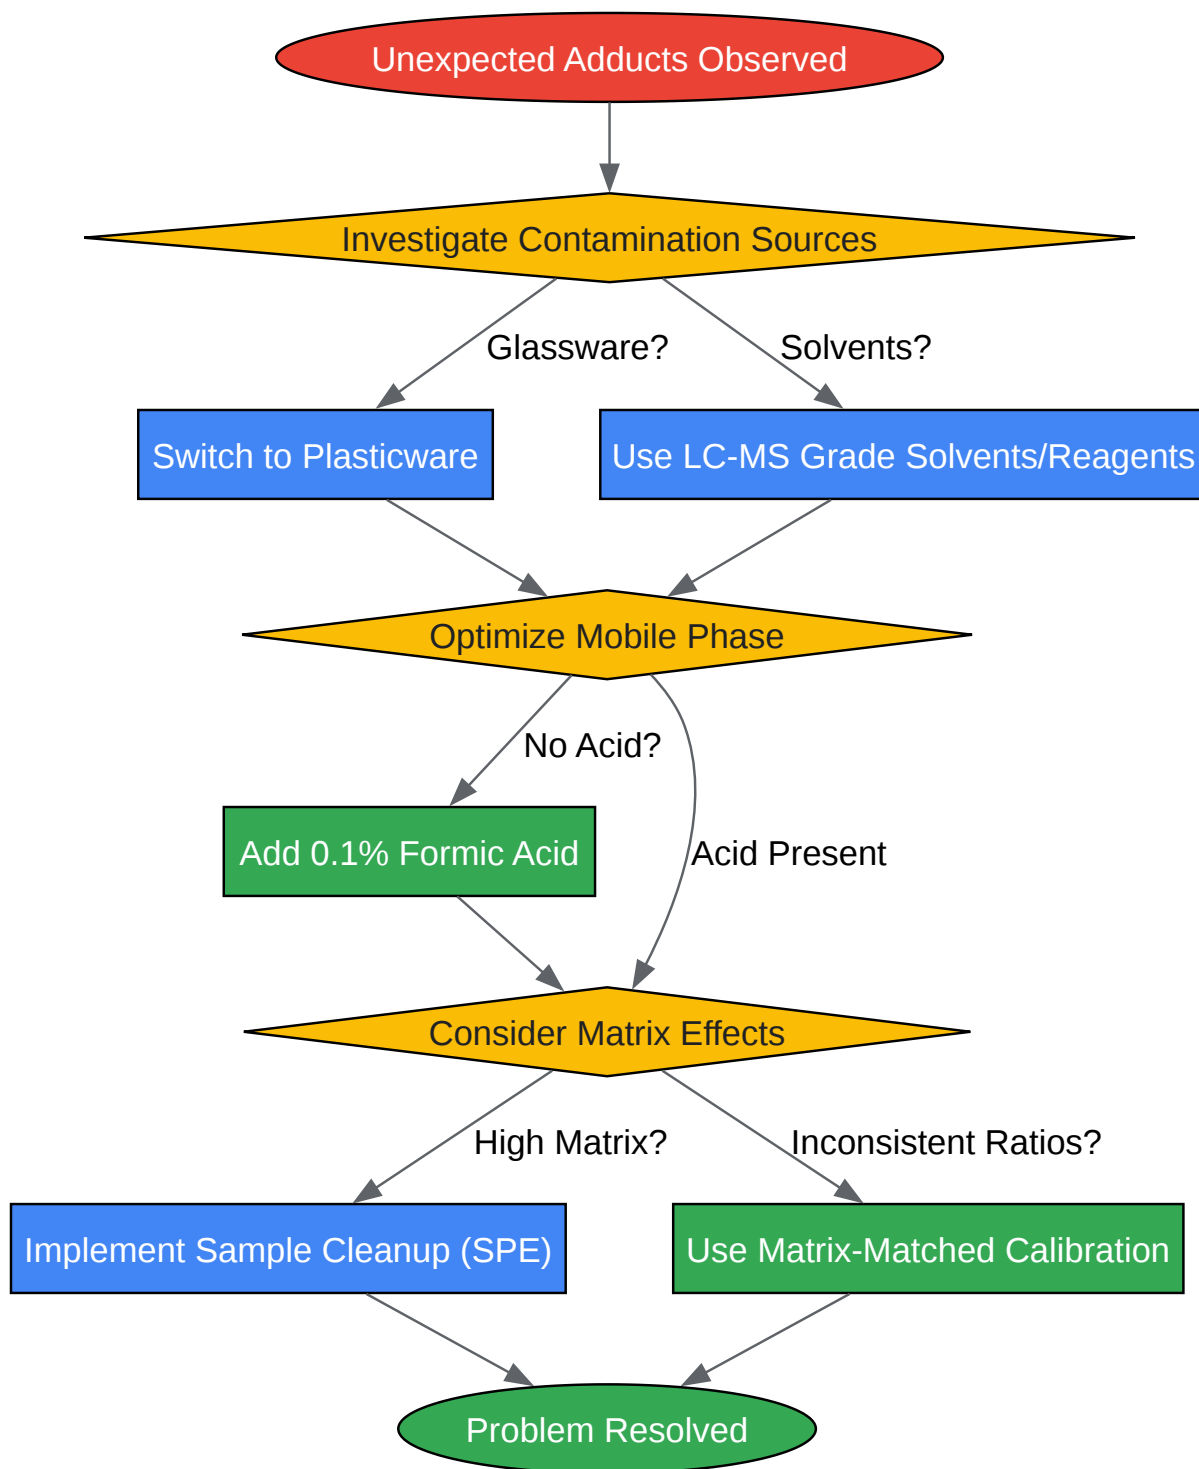 Unexpected Adducts Observed
Investigate Contamination Sources
Glassware?
Solvents?
Switch to Plasticware
Use LC-MS Grade Solvents/Reagents
Optimize Mobile Phase
No Acid?
Add 0.1% Formic Acid
Acid Present
Consider Matrix Effects
High Matrix?
Inconsistent Ratios?
Implement Sample Cleanup (SPE)
Use Matrix-Matched Calibration
Problem Resolved